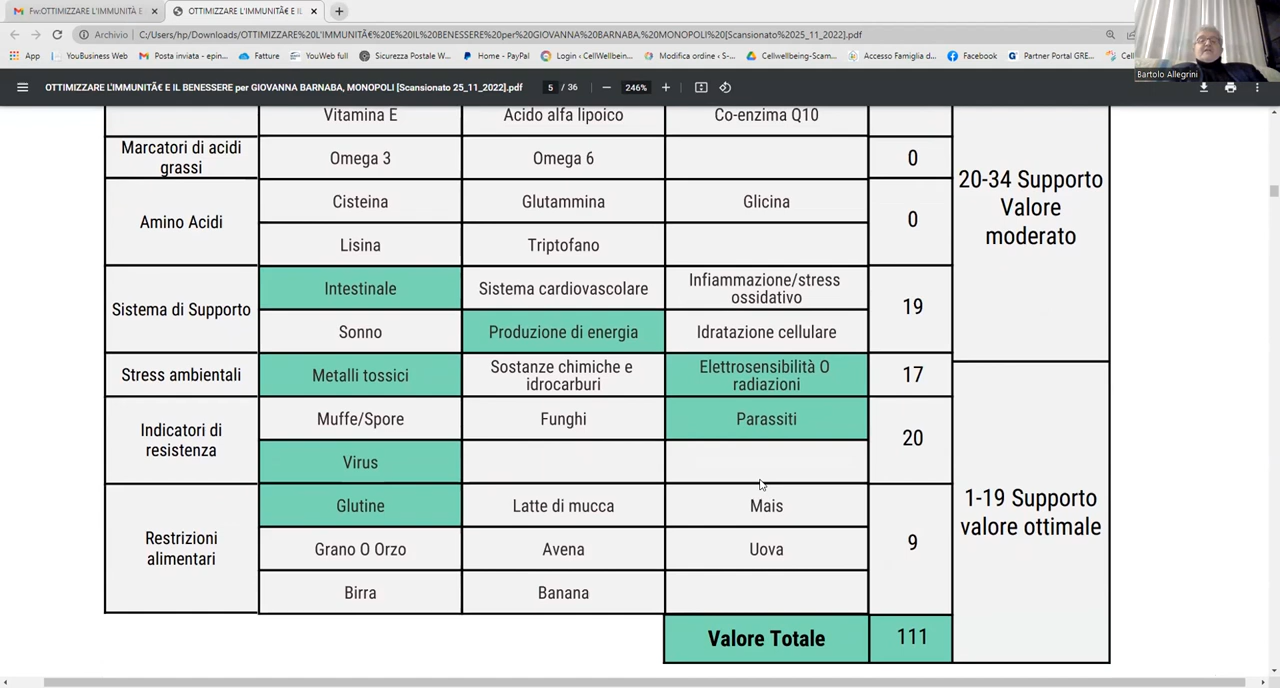 Fw:OTTIMIZZARE L'IMMUNITÀ E
OTTIMIZZARE L'IMMUNITÃ€ E IL
Archivio C:/Users/hp/Downloads/OTTIMIZZARE%20L'IMMUNITÃ€%20E%20IL%20BENESSERE%20per%20GIOVANNA%20BARNABA,%20MONOPOLI%20[Scansionato%2025_11_2022].pdf
App YouBusiness Web Posta inviata - epin... Fatture YouWeb full Sicurezza Postale W... Home - PayPal Login ‹ CellWellbein... Modifica ordine ‹ S-... Cellwellbeing-Scam... Accesso Famiglia d... Facebook Partner Portal GRE...
Bartolo Allegrini
OTTIMIZZARE L'IMMUNITÃ€ E IL BENESSERE per GIOVANNA BARNABA, MONOPOLI [Scansionato 25_11_2022].pdf 5 / 36 246%
Vitamina E Acido alfa lipoico Co-enzima Q10
Marcatori di acidi
grassi
Omega 3 Omega 6 0
20-34 Supporto
Valore
moderato
Amino Acidi
Cisteina Glutammina Glicina
0
Lisina Triptofano
Sistema di Supporto
Intestinale Sistema cardiovascolare Infiammazione/stress
ossidativo
19
Sonno Produzione di energia Idratazione cellulare
Stress ambientali Metalli tossici Sostanze chimiche e
idrocarburi
Elettrosensibilità O
radiazioni
17
Indicatori di
resistenza
Muffe/Spore Funghi Parassiti
20
Virus
Restrizioni
alimentari
Glutine Latte di mucca Mais
9
Grano O Orzo Avena Uova
Birra Banana
1-19 Supporto
valore ottimale
Valore Totale 111